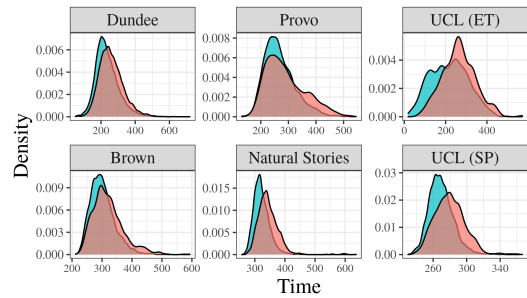 Dundee
Provo
UCL (ET)
0.006
0.004
0.002
0.000
200 400 600
0.008
0.006
0.004
0.002
0.000
200 300 400 500
0.004
0.002
0.000
0 200 400
Density
Brown
Natural Stories
UCL (SP)
0.009
0.006
0.003
0.000
200 300 400 500 600
0.015
0.010
0.005
0.000
300 400 500 600
0.03
0.02
0.01
0.00
260 300 340
Time